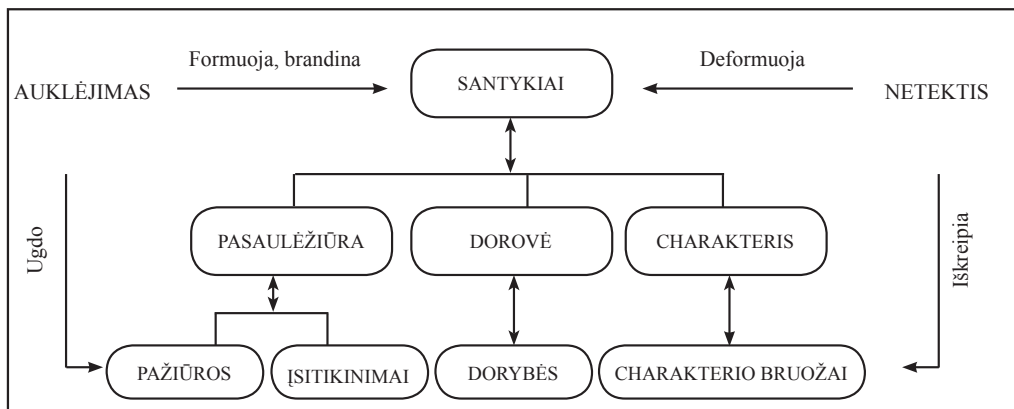 Formuoja, brandina
Deformuoja
AUKLĖJIMAS
SANTYKIAI
NETEKTIS
Ugdo
PASAULĖŽIŪRA
DOROVĖ
CHARAKTERIS
Iškreipia
PAŽIŪROS
ĮSITIKINIMAI
DORYBĖS
CHARAKTERIO BRUOŽAI